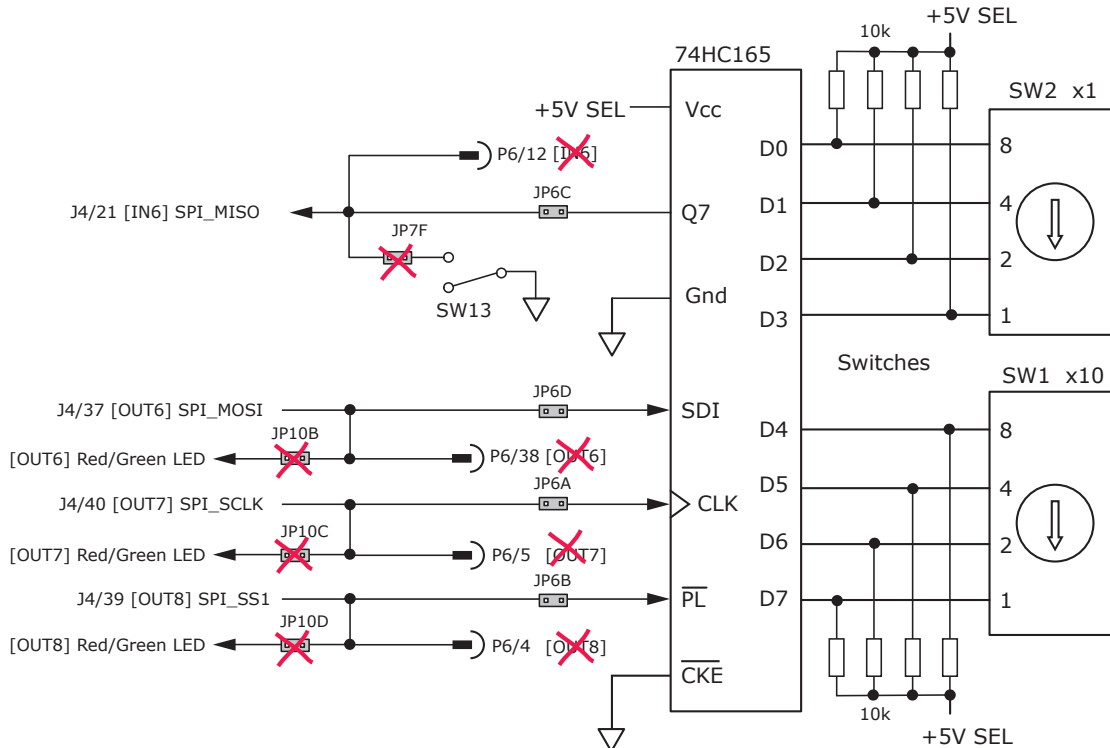 +5V SEL
10k
74HC165
SW2 x1
+5V SEL
Vcc
P6/12 [IN6]
D0
8
JP6C
J4/21 [IN6] SPI_MISO
Q7
D1
4
JP7F
D2
2
SW13
Gnd
D3
1
Switches
SW1 x10
JP6D
J4/37 [OUT6] SPI_MOSI
SDI
D4
8
JP10B
[OUT6] Red/Green LED
P6/38 [OUT6]
JP6A
D5
4
J4/40 [OUT7] SPI_SCLK
CLK
JP10C
D6
2
[OUT7] Red/Green LED
P6/5 [OUT7]
JP6B
J4/39 [OUT8] SPI_SS1
PL
D7
1
JP10D
[OUT8] Red/Green LED
P6/4 [OUT8]
CKE
10k
+5V SEL